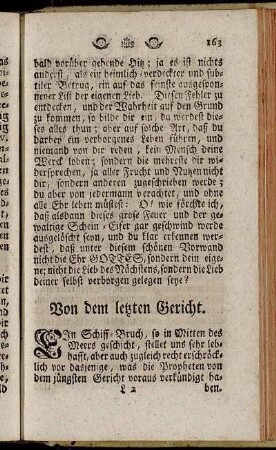 163
bald vorüber gehende Hitz; ja es ist nichts
anderst, als ein heimlich-verdeckter und sub-
tiler Betrug, ein auf das feinste ausgespon-
nener List der eigenen Lieb. Diesen Fehler zu
entdecken, und der Wahrheit auf den Grund
zu kommen, so bilde dir ein, du werdest die-
ses alles thun; aber auf solche Art, daß du
darbey ein verborgenes Leben führen, und
niemand von dir reden, kein Mensch deine
Werck loben; sondern die mehreste dir wi-
dersprechen, ja aller Frucht und Nutzen nicht
dir, sondern anderen zugeschrieben werde;
du aber von jedermann verachtet, und ohne
alle Ehr leben müßest: O! wie förchte ich,
daß alsdann dieses grosse Feuer und der ge-
waltige Schein-Eifer gar geschwind werde
ausgelöscht seyn, und du klar erkennen wer-
dest, daß unter diesem schönen Vorwand
nicht die Ehr GOTTES, sondern dein eige-
ne; nicht die Lieb des Nächstens, sondern die Lieb
deiner selbst verborgen gelegen seye?
Von dem letzten Gericht.
EIn Schiff-Bruch, so in Mitten des
Meers geschicht, stellet uns sehr leb-
hafft, aber auch zugleich recht erschröck-
lich vor dasjenige, was die Propheten von
dem jüngsten Gericht voraus verkündigt ha-
L 2 ben.